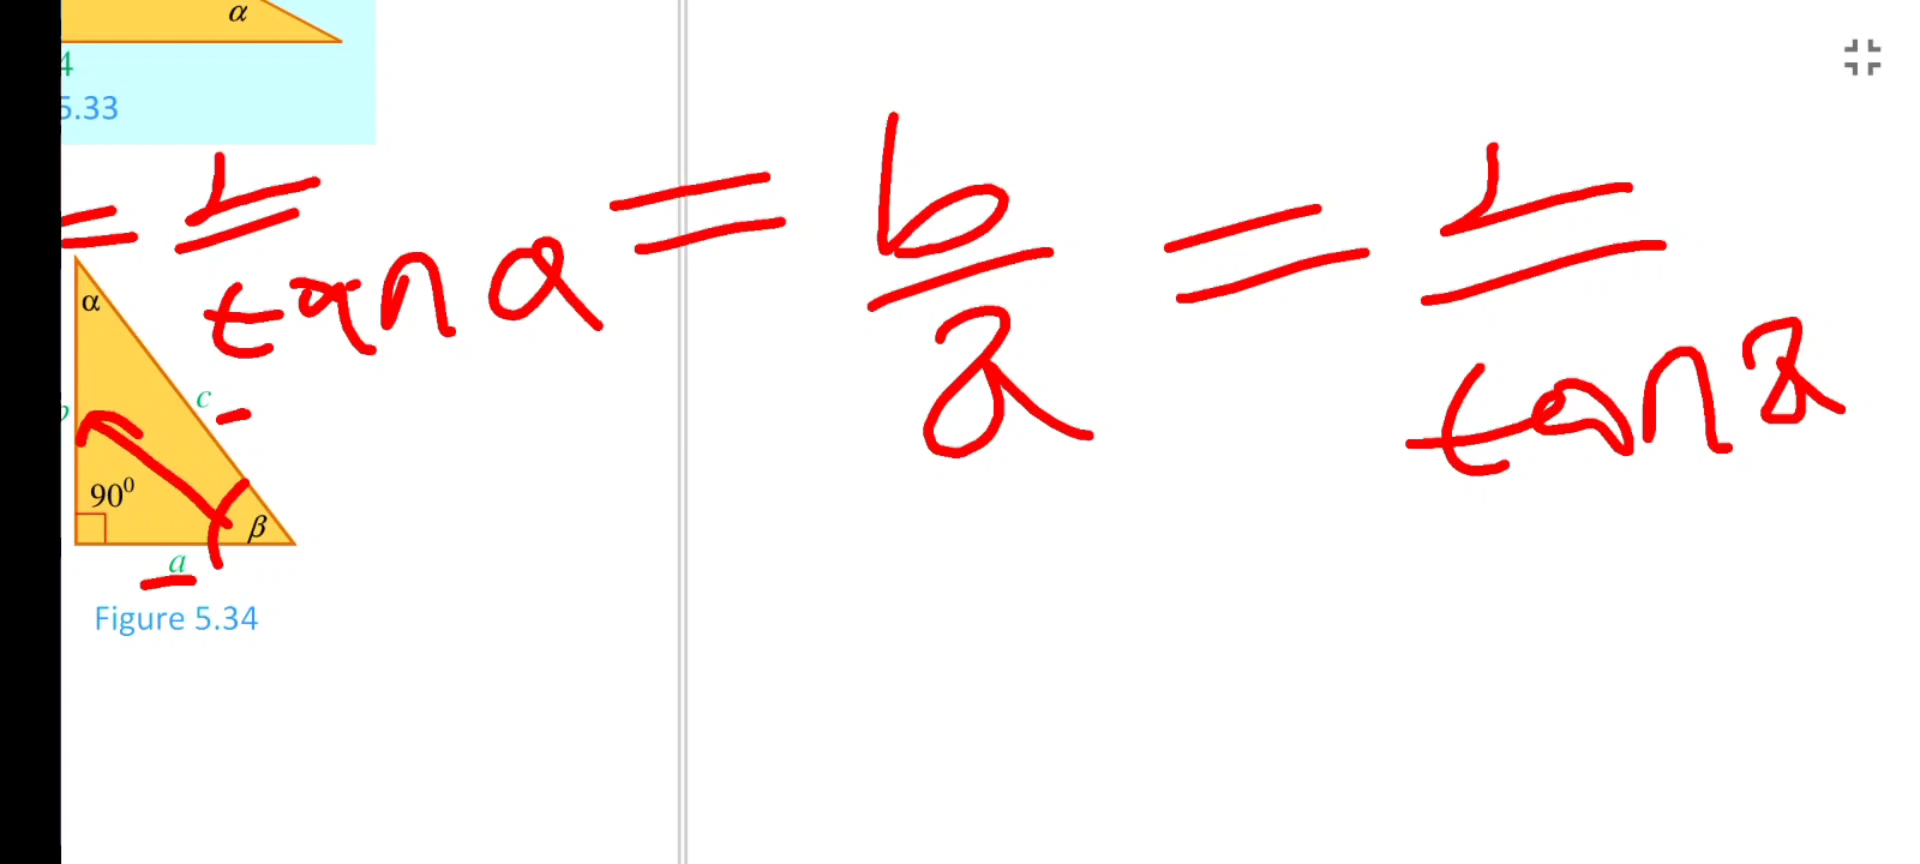 α
4
5.33
= 1/tan α = b/a = 1/tan α
α
c
b
90⁰
β
a
Figure 5.34